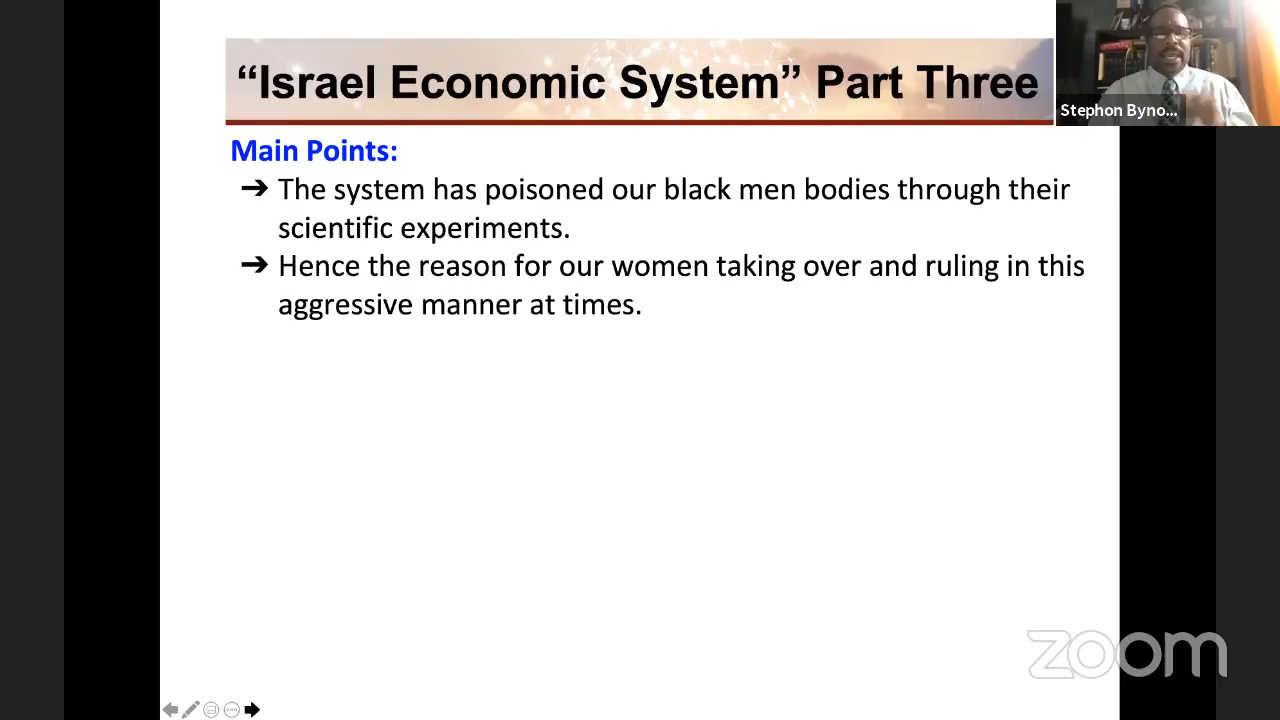 “Israel Economic System” Part Three
Stephon Byno...
Main Points:
➔ The system has poisoned our black men bodies through their
scientific experiments.
➔ Hence the reason for our women taking over and ruling in this
aggressive manner at times.
zoom